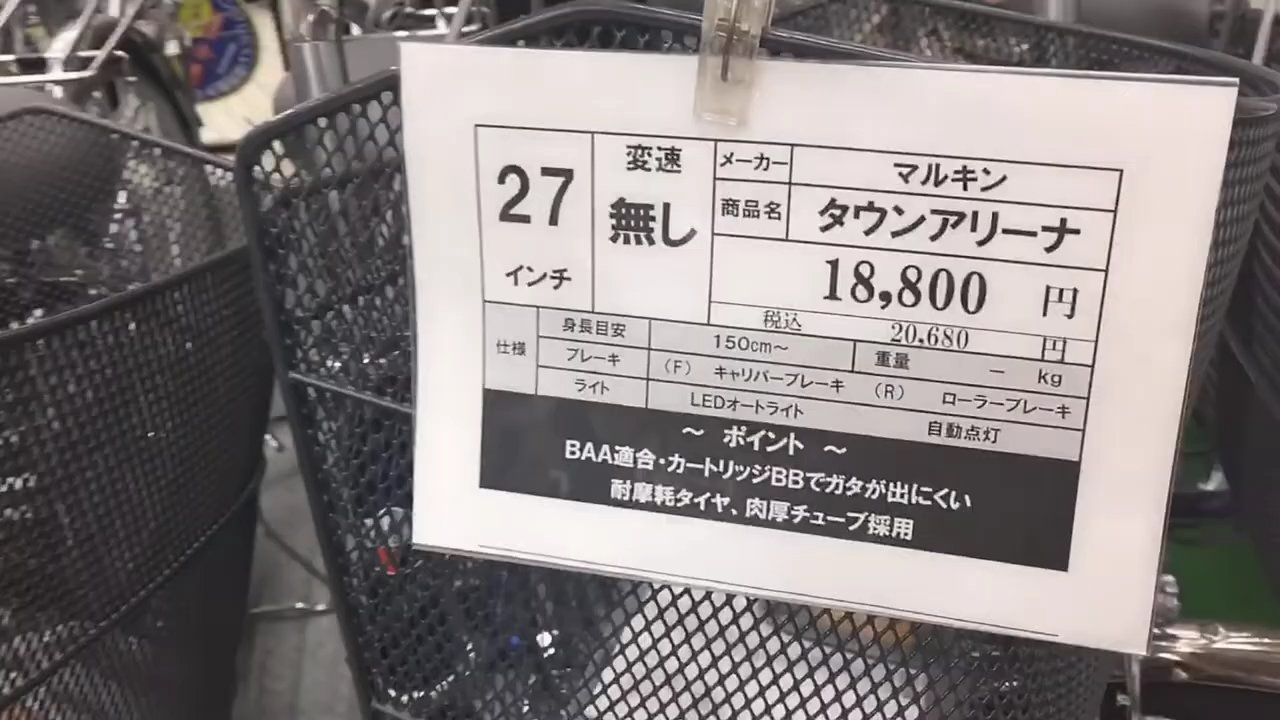 27
インチ
変速
無し
メーカー マルキン
商品名 タウンアリーナ
18,800 円
税込 20,680 円
仕様
身長目安 150cm～ 重量 － kg
ブレーキ （F） キャリパーブレーキ （R） ローラーブレーキ
ライト LEDオートライト 自動点灯
～ ポイント ～
BAA適合・カートリッジBBでガタが出にくい
耐摩耗タイヤ、肉厚チューブ採用